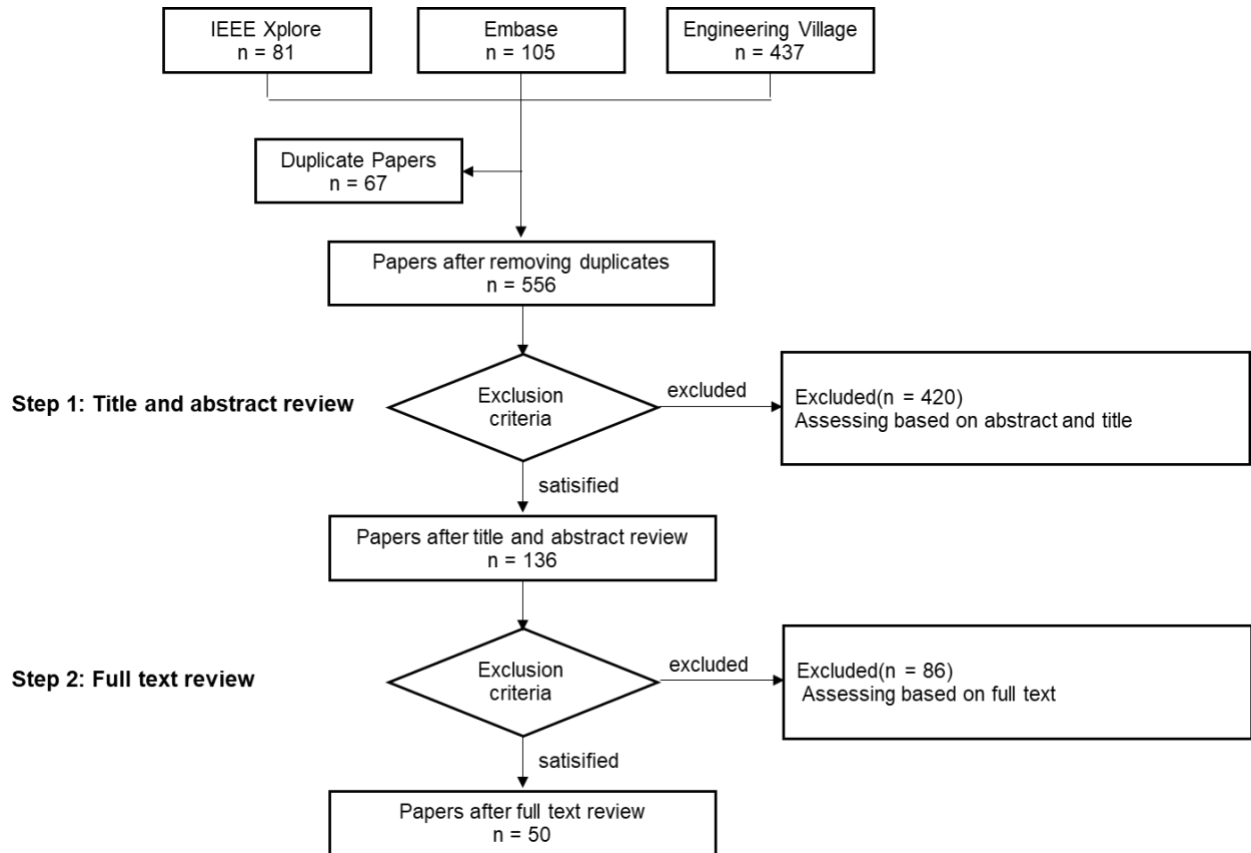 IEEE Xplore
n = 81
Embase
n = 105
Engineering Village
n = 437
Duplicate Papers
n = 67
Papers after removing duplicates
n = 556
Step 1: Title and abstract review
Exclusion
criteria
excluded
Excluded(n = 420)
Assessing based on abstract and title
satisified
Papers after title and abstract review
n = 136
Step 2: Full text review
Exclusion
criteria
excluded
Excluded(n = 86)
Assessing based on full text
satisified
Papers after full text review
n = 50